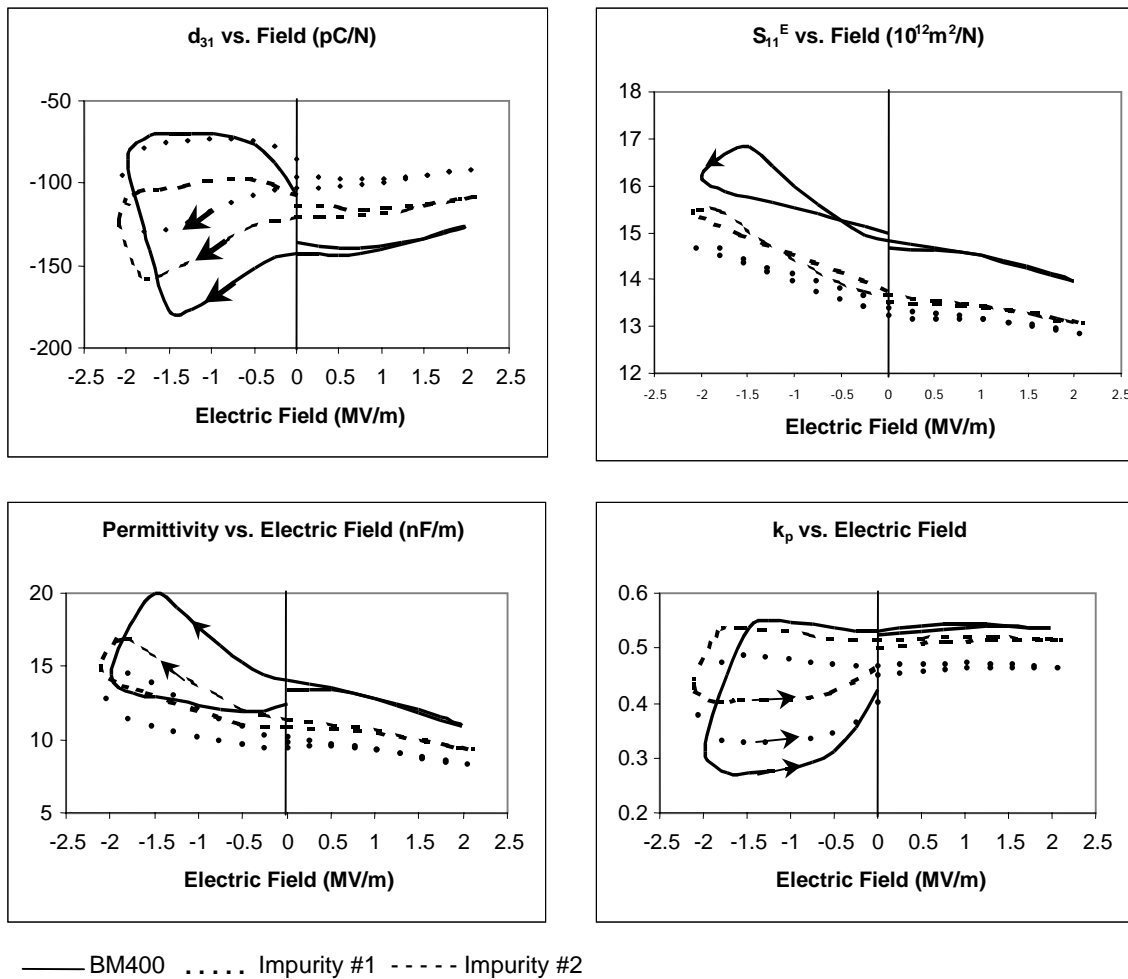 d₃₁ vs. Field (pC/N)
-50
-100
-150
-200
-2.5 -2 -1.5 -1 -0.5 0 0.5 1 1.5 2 2.5
Electric Field (MV/m)
S₁₁ᴱ vs. Field (10¹²m²/N)
18
17
16
15
14
13
12
-2.5 -2 -1.5 -1 -0.5 0 0.5 1 1.5 2 2.5
Electric Field (MV/m)
Permittivity vs. Electric Field (nF/m)
20
15
10
5
-2.5 -2 -1.5 -1 -0.5 0 0.5 1 1.5 2 2.5
Electric Field (MV/m)
kₚ vs. Electric Field
0.6
0.5
0.4
0.3
0.2
-2.5 -2 -1.5 -1 -0.5 0 0.5 1 1.5 2 2.5
Electric Field (MV/m)
BM400 Impurity #1 Impurity #2